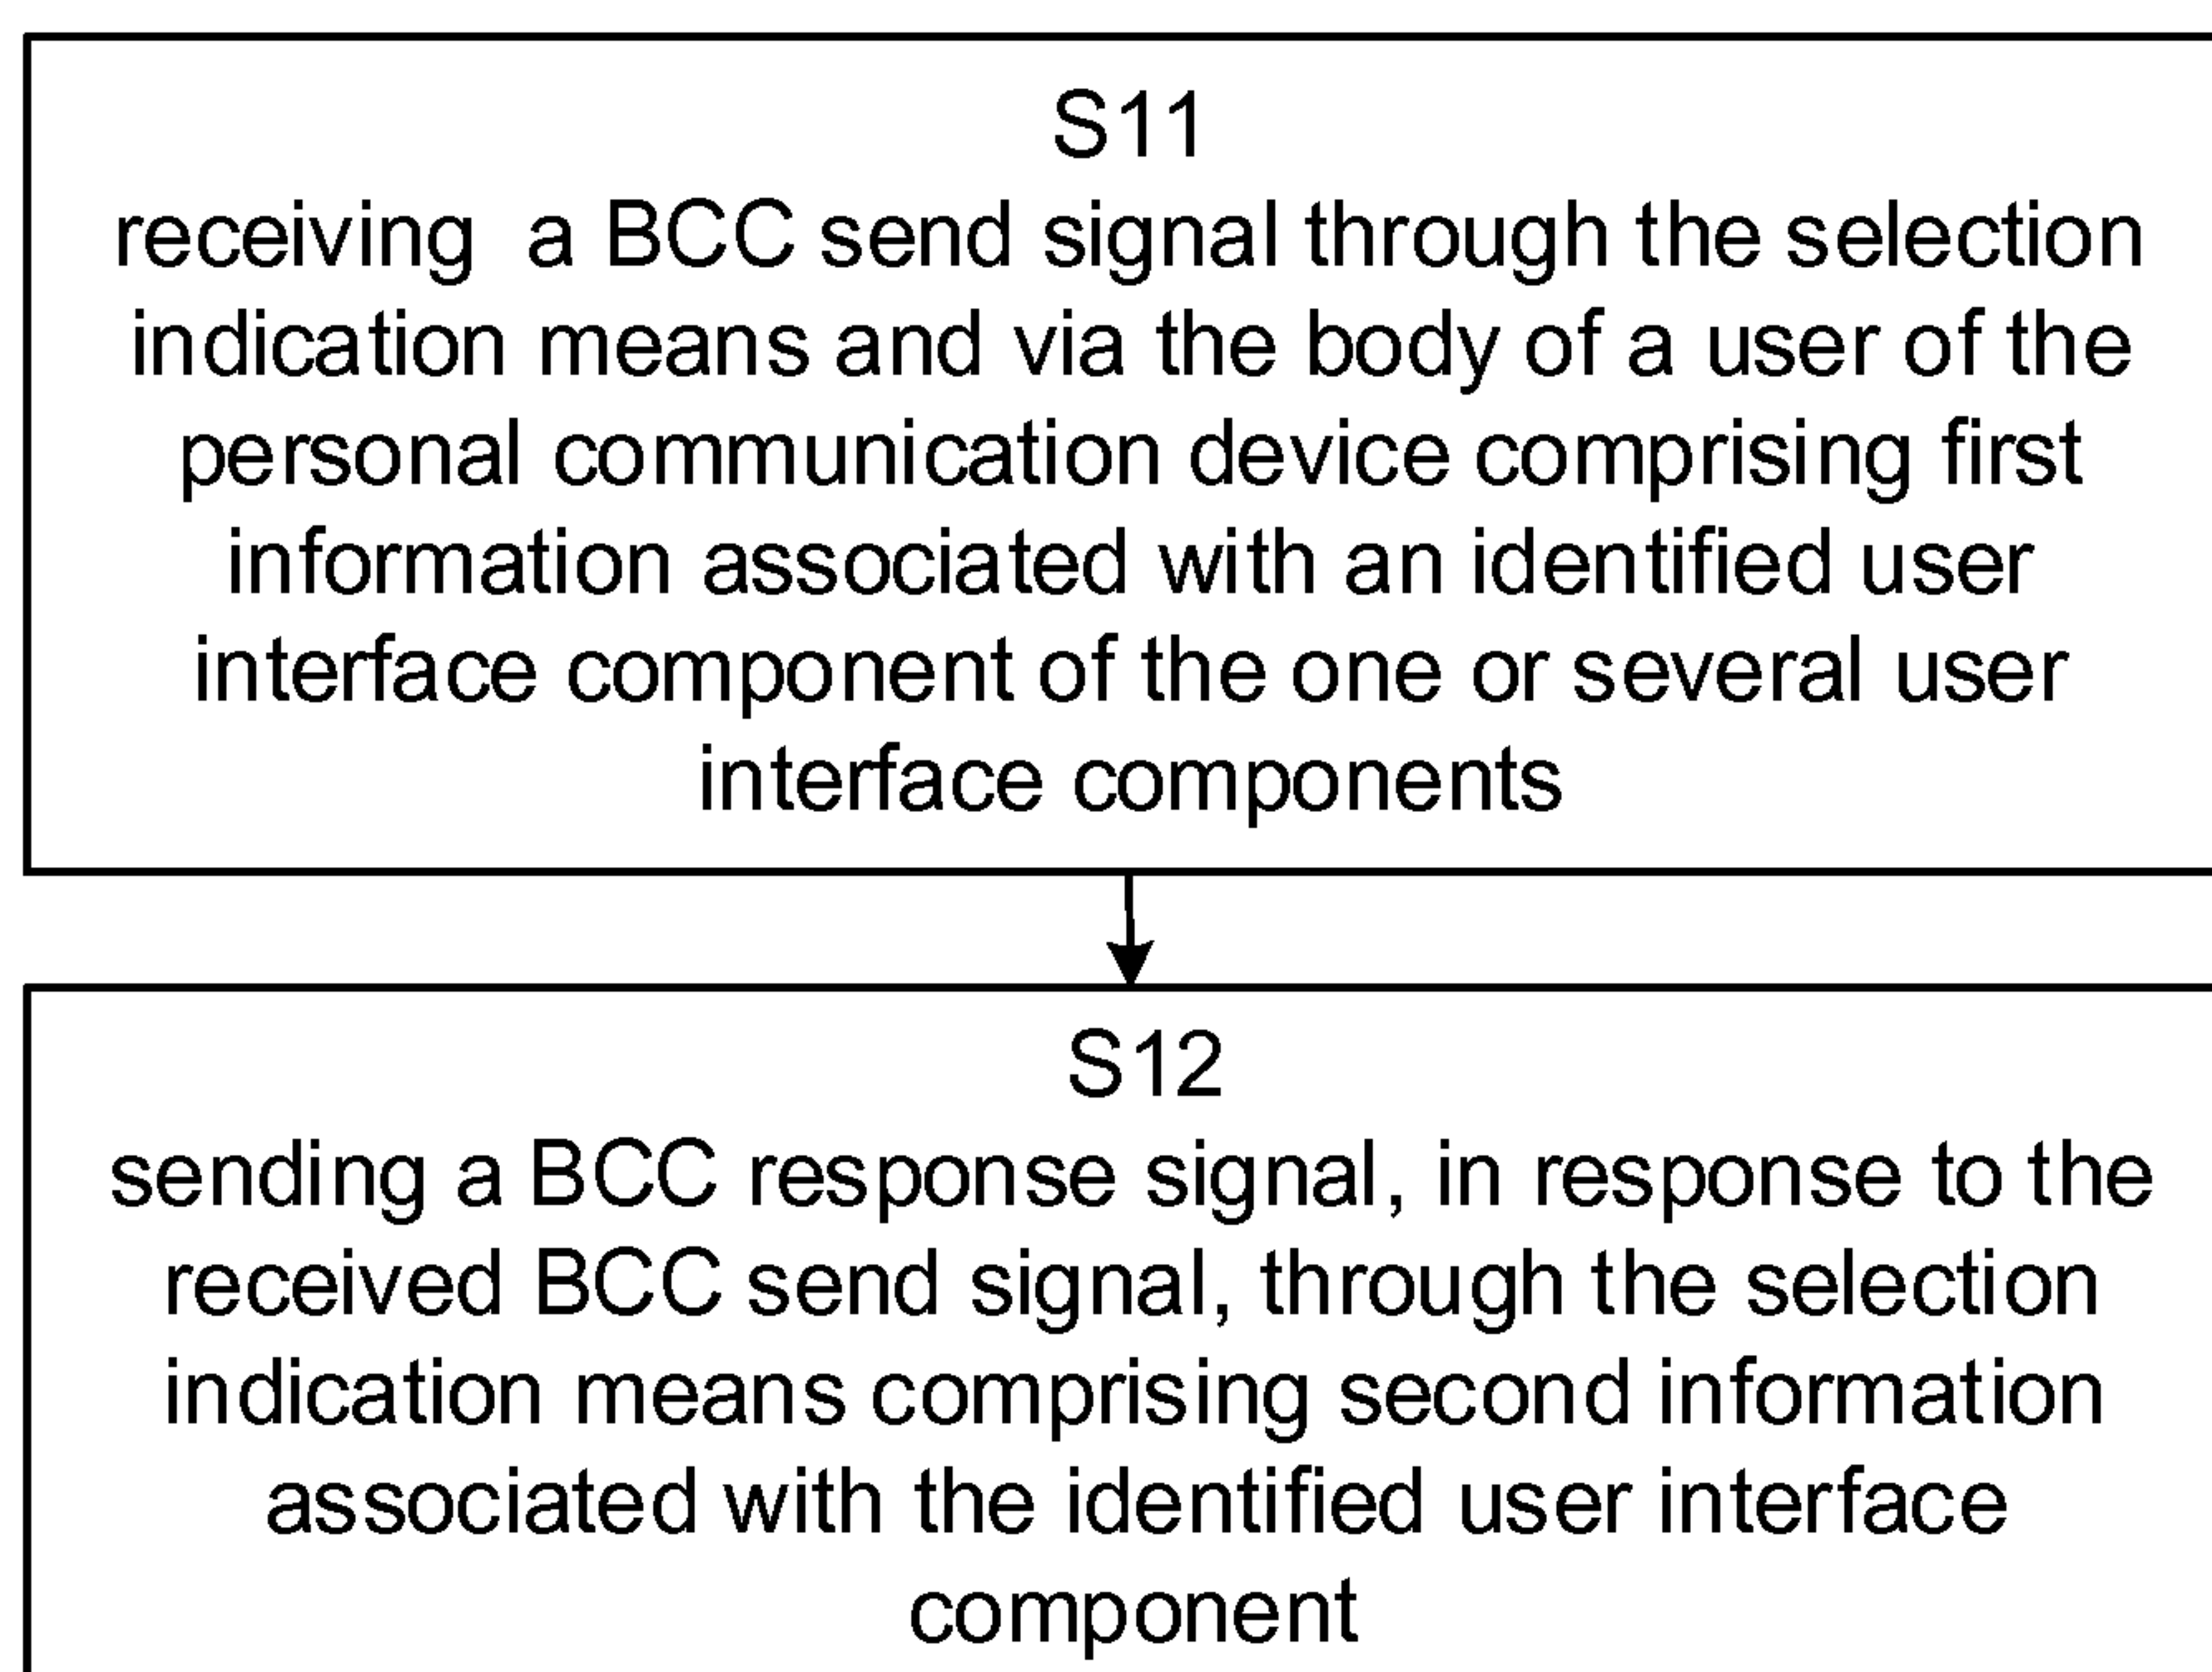 S11
receiving a BCC send signal through the selection
indication means and via the body of a user of the
personal communication device comprising first
information associated with an identified user
interface component of the one or several user
interface components
S12
sending a BCC response signal, in response to the
received BCC send signal, through the selection
indication means comprising second information
associated with the identified user interface
component